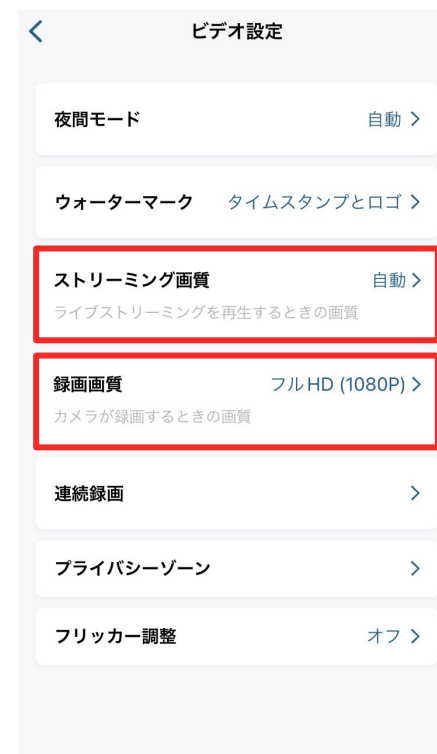 ビデオ設定
夜間モード 自動
ウォーターマーク タイムスタンプとロゴ
ストリーミング画質 自動
ライブストリーミングを再生するときの画質
録画画質 フルHD (1080P)
カメラが録画するときの画質
連続録画
プライバシーゾーン
フリッカー調整 オフ